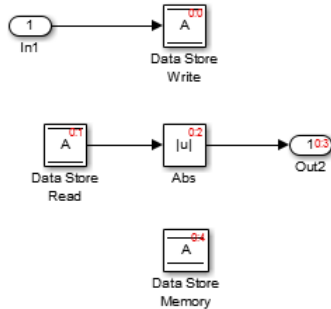 1
In1
A
0:0
Data Store
Write
A
0:1
Data Store
Read
|u|
0:2
Abs
1
0:3
Out2
A
0:4
Data Store
Memory